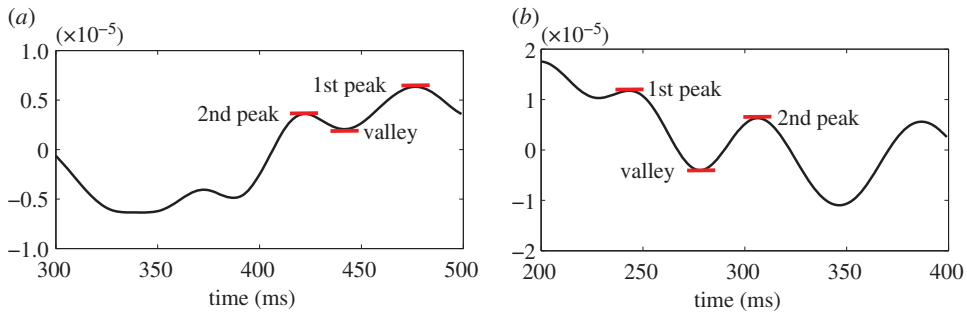 (a)
(×10⁻⁵)
1.0
0.5
0
−0.5
−1.0
1st peak
2nd peak
valley
300 350 400 450 500
time (ms)
(b)
(×10⁻⁵)
2
1
0
−1
−2
1st peak
2nd peak
valley
200 250 300 350 400
time (ms)